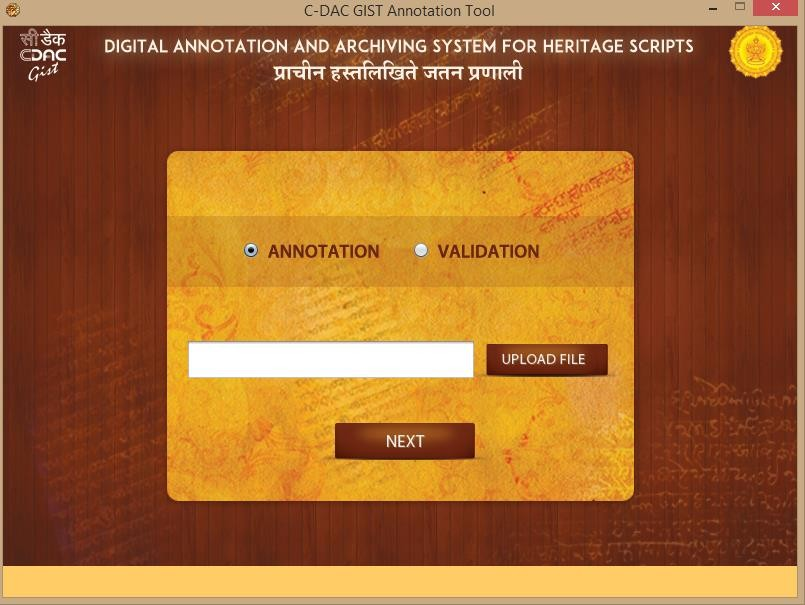 C-DAC GIST Annotation Tool
सी डैक
CDAC
Gist
DIGITAL ANNOTATION AND ARCHIVING SYSTEM FOR HERITAGE SCRIPTS
प्राचीन हस्तलिखिते जतन प्रणाली
ANNOTATION
VALIDATION
UPLOAD FILE
NEXT